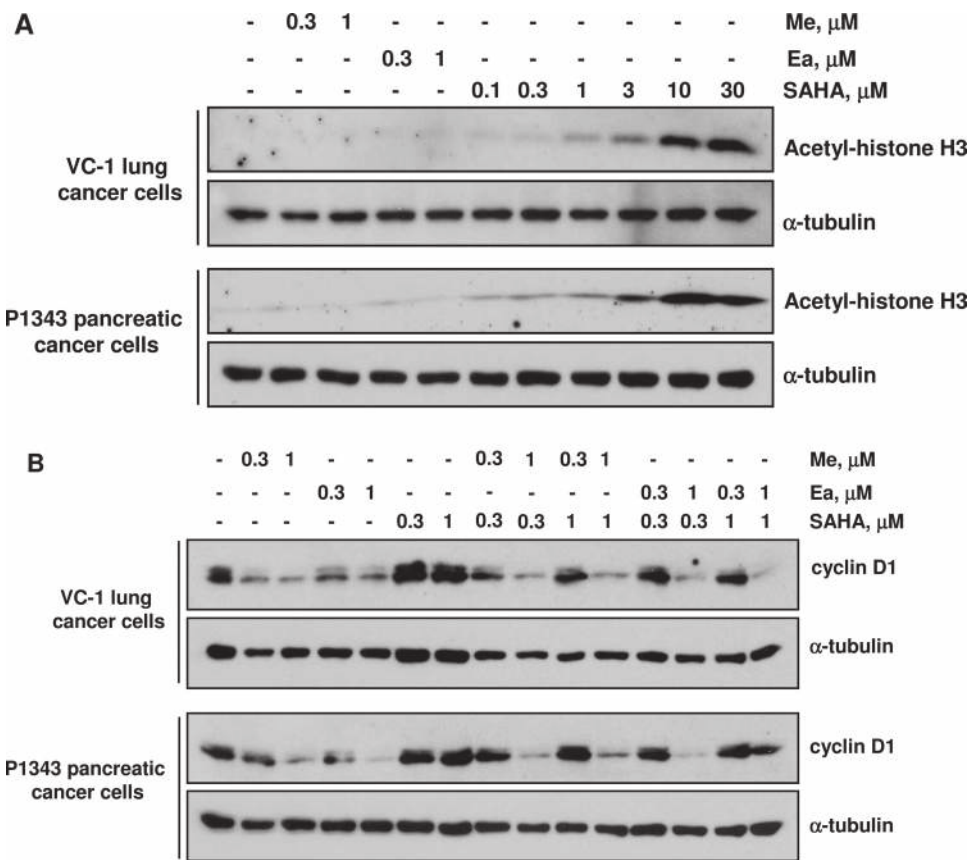 A
- 0.3 1 - - - - - - - - Me, μM
- - - 0.3 1 - - - - - - Ea, μM
- - - - - 0.1 0.3 1 3 10 30 SAHA, μM
VC-1 lung
cancer cells
Acetyl-histone H3
α-tubulin
P1343 pancreatic
cancer cells
Acetyl-histone H3
α-tubulin
B
- 0.3 1 - - - - 0.3 1 0.3 1 - - - - Me, μM
- - - 0.3 1 - - - - - - 0.3 1 0.3 1 Ea, μM
- - - - - 0.3 1 0.3 0.3 1 1 0.3 0.3 1 1 SAHA, μM
VC-1 lung
cancer cells
cyclin D1
α-tubulin
P1343 pancreatic
cancer cells
cyclin D1
α-tubulin